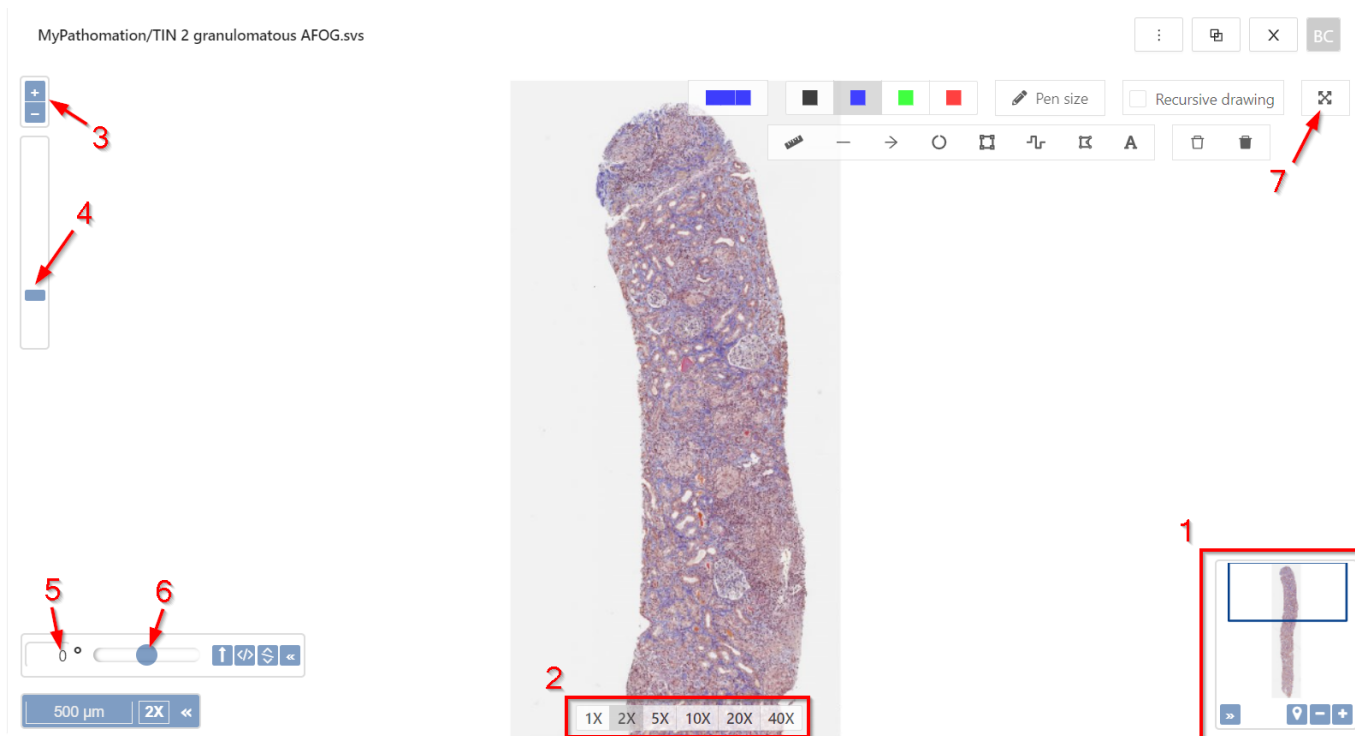 MyPathomation/TIN 2 granulomatous AFOG.svs
BC
Pen size
Recursive drawing
A
3
7
4
1
5
6
0 °
2
500 µm 2X «
1X 2X 5X 10X 20X 40X